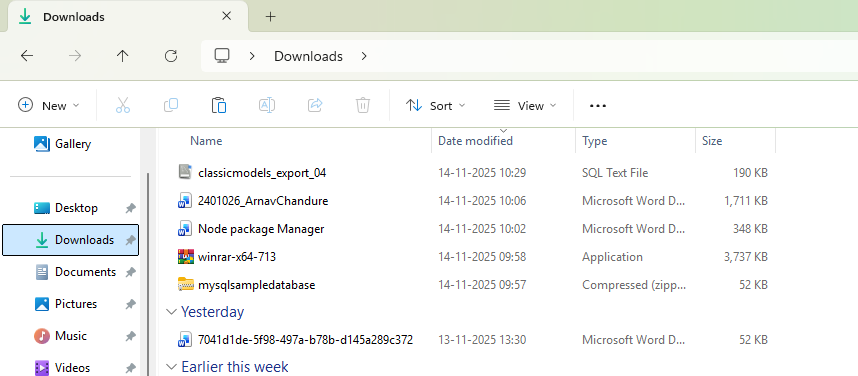 Downloads
Downloads
New
Sort
View
Gallery
Desktop
Downloads
Documents
Pictures
Music
Videos
Name Date modified Type Size
classicmodels_export_04 14-11-2025 10:29 SQL Text File 190 KB
2401026_ArnavChandure 14-11-2025 10:06 Microsoft Word D... 1,711 KB
Node package Manager 14-11-2025 10:02 Microsoft Word D... 348 KB
winrar-x64-713 14-11-2025 09:58 Application 3,737 KB
mysqlsampledatabase 14-11-2025 09:57 Compressed (zipp... 52 KB
Yesterday
7041d1de-5f98-497a-b78b-d145a289c372 13-11-2025 13:30 Microsoft Word D... 52 KB
Earlier this week